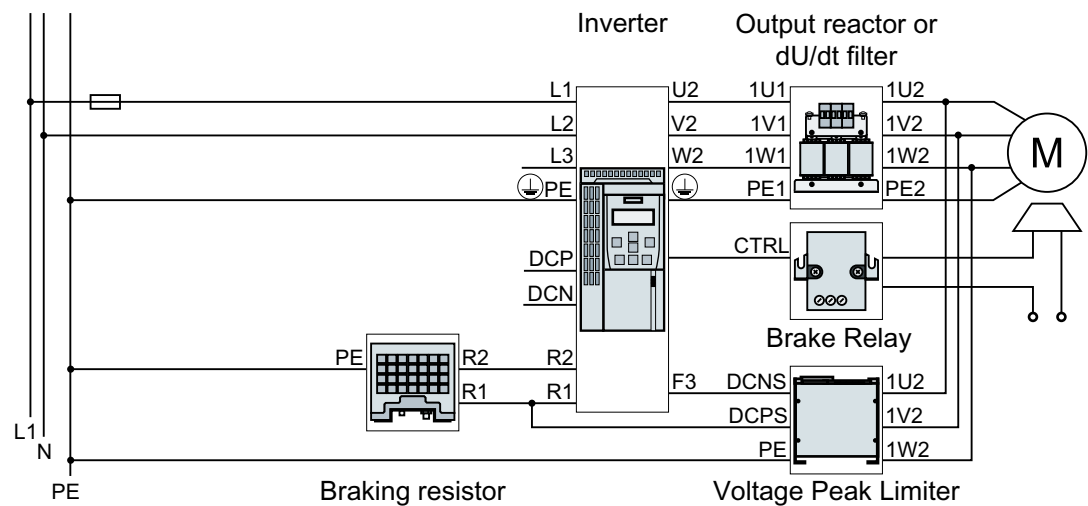 Inverter
Output reactor or
dU/dt filter
L1 U2 1U1 1U2
L2 V2 1V1 1V2
L3 W2 1W1 1W2
PE PE1 PE2
M
DCP
DCN
CTRL
Brake Relay
PE R2 R2
R1 R1
F3 DCNS 1U2
DCPS 1V2
PE 1W2
L1
N
PE
Braking resistor
Voltage Peak Limiter